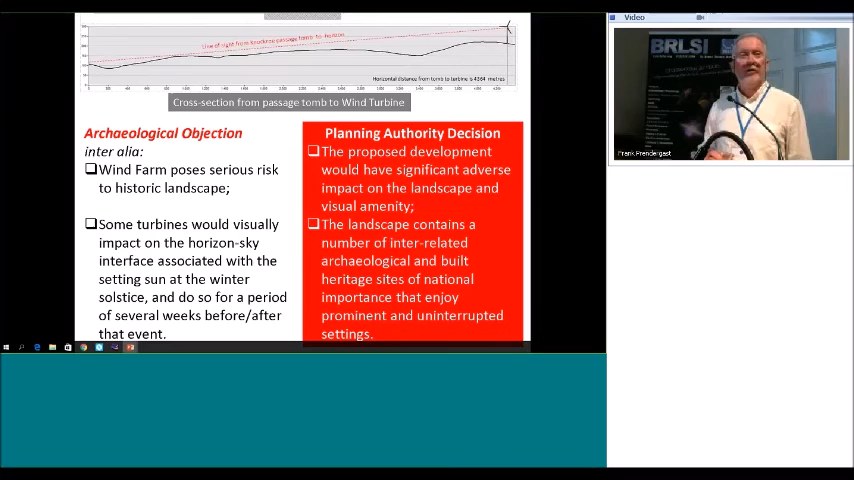 Line of sight from Knockroe passage tomb to horizon
Horizontal distance from tomb to turbine is 4364 metres
Cross-section from passage tomb to Wind Turbine
Archaeological Objection
inter alia:
Wind Farm poses serious risk
to historic landscape;
Some turbines would visually
impact on the horizon-sky
interface associated with the
setting sun at the winter
solstice, and do so for a period
of several weeks before/after
that event.
Planning Authority Decision
The proposed development
would have significant adverse
impact on the landscape and
visual amenity;
The landscape contains a
number of inter-related
archaeological and built
heritage sites of national
importance that enjoy
prominent and uninterrupted
settings.
Video
BRLSI
Frank Prendergast